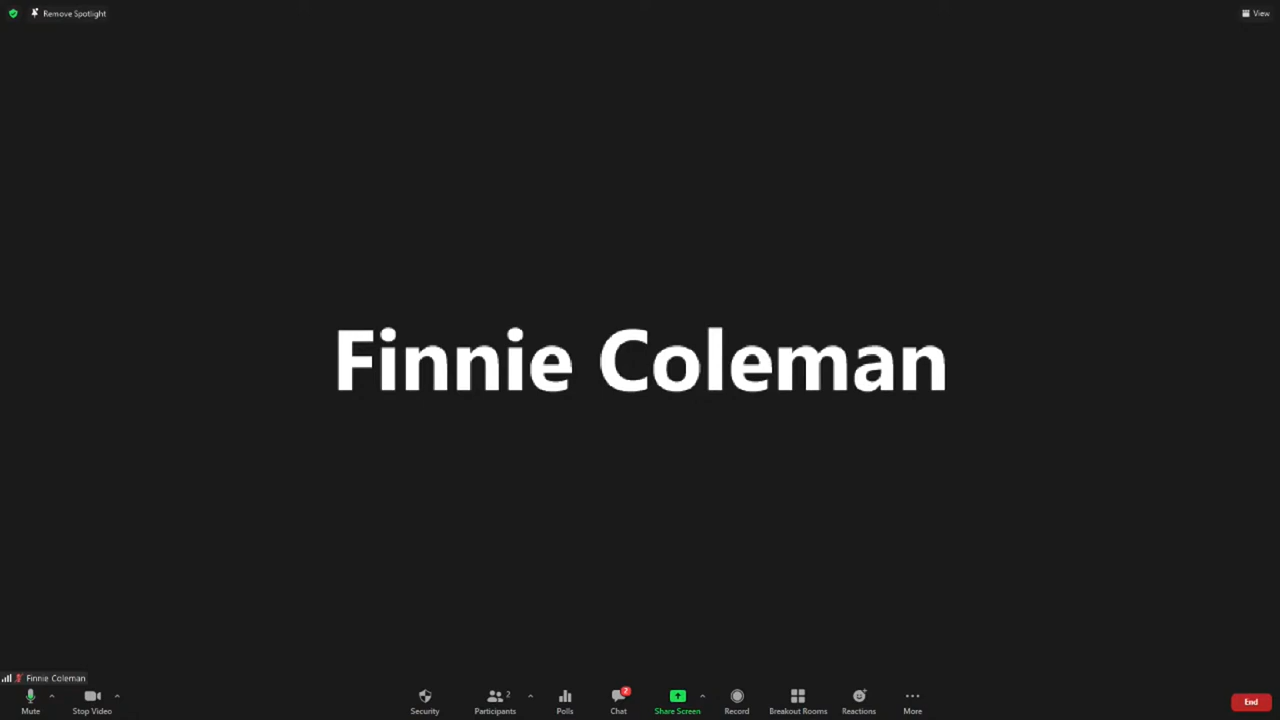 Remove Spotlight
View
Finnie Coleman
Finnie Coleman
Mute
Stop Video
Security
Participants
2
Polls
Chat
2
Share Screen
Record
Breakout Rooms
Reactions
More
End